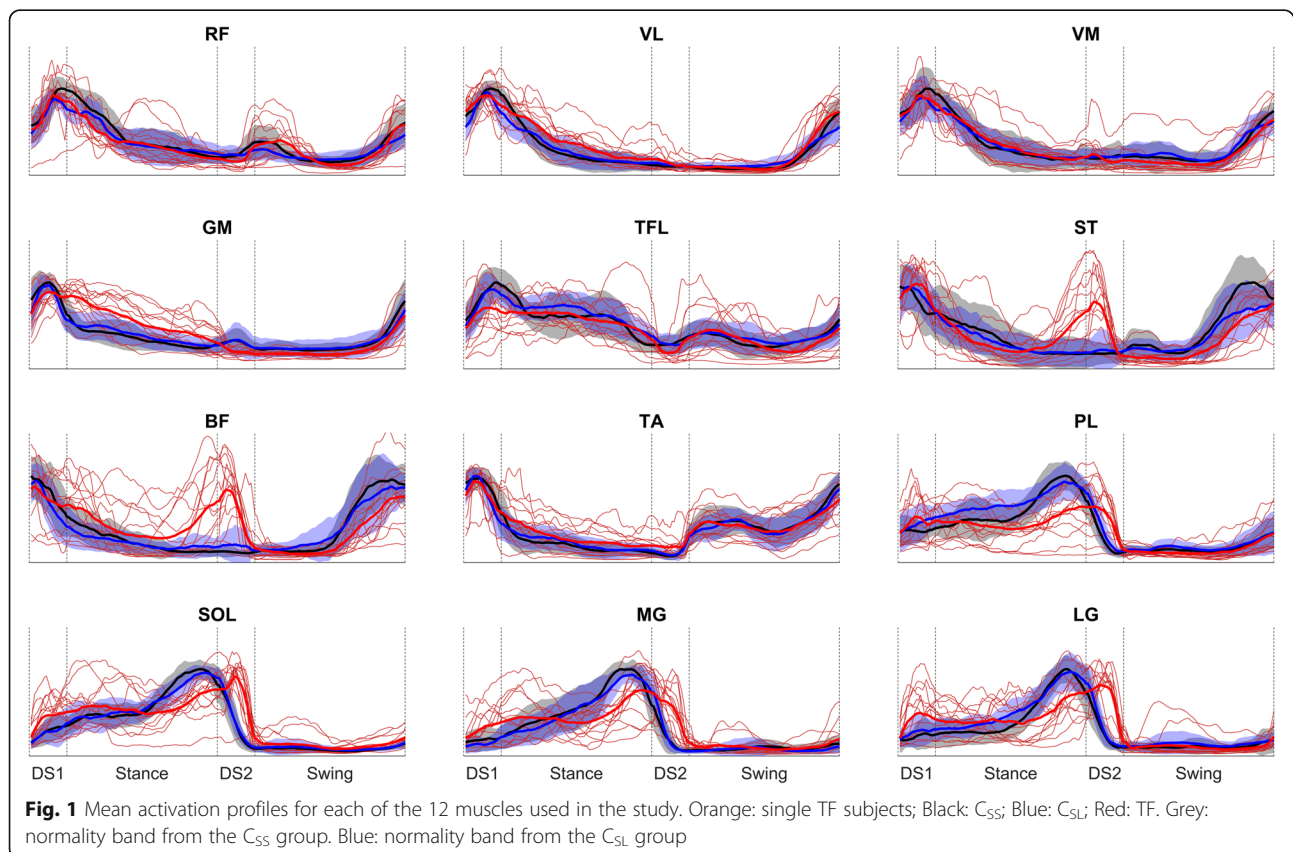 RF VL VM
GM TFL ST
BF TA PL
SOL MG LG
DS1 Stance DS2 Swing DS1 Stance DS2 Swing DS1 Stance DS2 Swing
Fig. 1 Mean activation profiles for each of the 12 muscles used in the study. Orange: single TF subjects; Black: CSS; Blue: CSL; Red: TF. Grey:
normality band from the CSS group. Blue: normality band from the CSL group